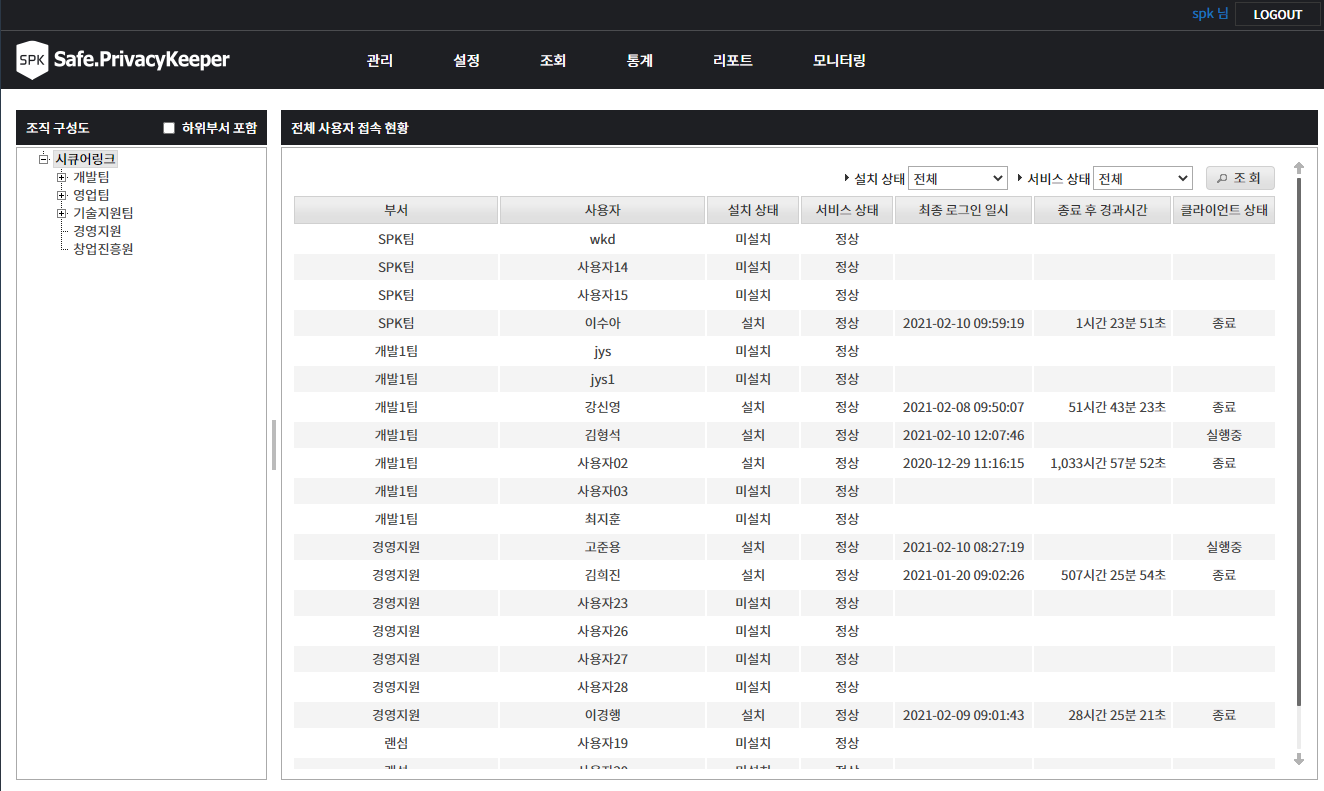 spk 님 LOGOUT
SPK Safe.PrivacyKeeper 관리 설정 조회 통계 리포트 모니터링
조직 구성도 하위부서 포함
시큐어링크
개발팀
영업팀
기술지원팀
경영지원
창업진흥원
전체 사용자 접속 현황
설치 상태 전체 서비스 상태 전체 조 회
부서 사용자 설치 상태 서비스 상태 최종 로그인 일시 종료 후 경과시간 클라이언트 상태
SPK팀 wkd 미설치 정상
SPK팀 사용자14 미설치 정상
SPK팀 사용자15 미설치 정상
SPK팀 이수아 설치 정상 2021-02-10 09:59:19 1시간 23분 51초 종료
개발1팀 jys 미설치 정상
개발1팀 jys1 미설치 정상
개발1팀 강신영 설치 정상 2021-02-08 09:50:07 51시간 43분 23초 종료
개발1팀 김형석 설치 정상 2021-02-10 12:07:46 실행중
개발1팀 사용자02 설치 정상 2020-12-29 11:16:15 1,033시간 57분 52초 종료
개발1팀 사용자03 미설치 정상
개발1팀 최지훈 미설치 정상
경영지원 고준용 설치 정상 2021-02-10 08:27:19 실행중
경영지원 김희진 설치 정상 2021-01-20 09:02:26 507시간 25분 54초 종료
경영지원 사용자23 미설치 정상
경영지원 사용자26 미설치 정상
경영지원 사용자27 미설치 정상
경영지원 사용자28 미설치 정상
경영지원 이경행 설치 정상 2021-02-09 09:01:43 28시간 25분 21초 종료
랜섬 사용자19 미설치 정상